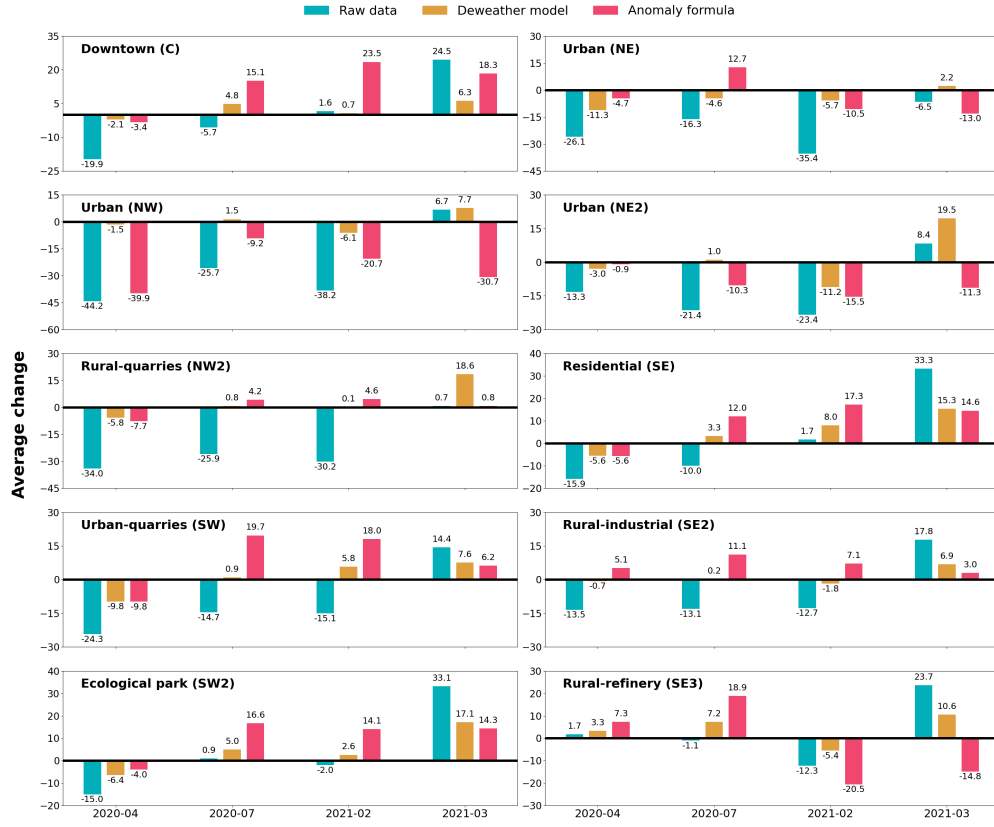 Raw data Deweather model Anomaly formula
Average change
Downtown (C)
35
20
5
−10
−25
-19.9 -2.1 -3.4 -5.7 4.8 15.1 1.6 0.7 23.5 24.5 6.3 18.3
Urban (NE)
30
15
0
−15
−30
−45
-26.1 -11.3 -4.7 -16.3 -4.6 12.7 -35.4 -5.7 -10.5 -6.5 2.2 -13.0
Urban (NW)
15
0
−15
−30
−45
−60
-44.2 -1.5 -39.9 -25.7 1.5 -9.2 -38.2 -6.1 -20.7 6.7 7.7 -30.7
Urban (NE2)
30
15
0
−15
−30
-13.3 -3.0 -0.9 -21.4 1.0 -10.3 -23.4 -11.2 -15.5 8.4 19.5 -11.3
Rural-quarries (NW2)
30
15
0
−15
−30
−45
-34.0 -5.8 -7.7 -25.9 0.8 4.2 -30.2 0.1 4.6 0.7 18.6 0.8
Residential (SE)
40
30
20
10
0
−10
−20
-15.9 -5.6 -5.6 -10.0 3.3 12.0 1.7 8.0 17.3 33.3 15.3 14.6
Urban-quarries (SW)
30
15
0
−15
−30
-24.3 -9.8 -9.8 -14.7 0.9 19.7 -15.1 5.8 18.0 14.4 7.6 6.2
Rural-industrial (SE2)
30
15
0
−15
−30
-13.5 -0.7 5.1 -13.1 0.2 11.1 -12.7 -1.8 7.1 17.8 6.9 3.0
Ecological park (SW2)
40
30
20
10
0
−10
−20
-15.0 -6.4 -4.0 0.9 5.0 16.6 -2.0 2.6 14.1 33.1 17.1 14.3
2020-04 2020-07 2021-02 2021-03
Rural-refinery (SE3)
30
20
10
0
−10
−20
−30
1.7 3.3 7.3 -1.1 7.2 18.9 -12.3 -5.4 -20.5 23.7 10.6 -14.8
2020-04 2020-07 2021-02 2021-03